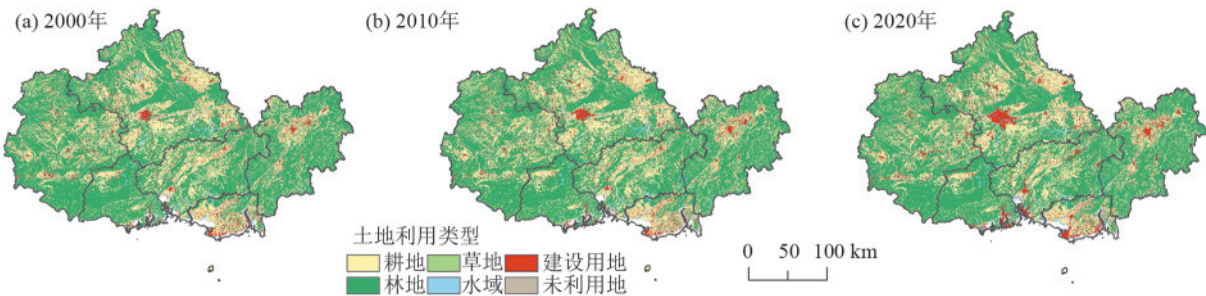 (a) 2000年
(b) 2010年
(c) 2020年
土地利用类型
耕地 草地 建设用地
林地 水域 未利用地
0 50 100 km